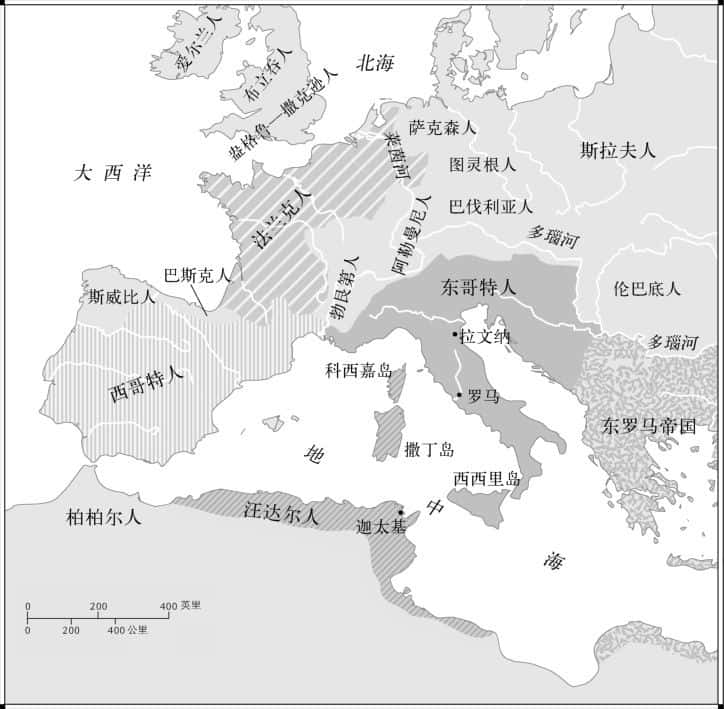 爱尔兰人
布立吞人
盎格鲁—撒克逊人
北海
大西洋
莱茵河
萨克森人
图灵根人
巴伐利亚人
斯拉夫人
法兰克人
阿勒曼尼人
多瑙河
巴斯克人
斯威比人
勃艮第人
东哥特人
伦巴底人
拉文纳
多瑙河
西哥特人
科西嘉岛
罗马
东罗马帝国
撒丁岛
地
西西里岛
中
柏柏尔人
汪达尔人
迦太基
海
0 200 400 英里
0 200 400 公里